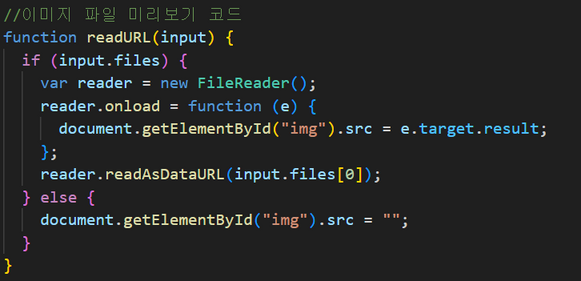 //이미지 파일 미리보기 코드
function readURL(input) {
  if (input.files) {
    var reader = new FileReader();
    reader.onload = function (e) {
      document.getElementById("img").src = e.target.result;
    };
    reader.readAsDataURL(input.files[0]);
  } else {
    document.getElementById("img").src = "";
  }
}